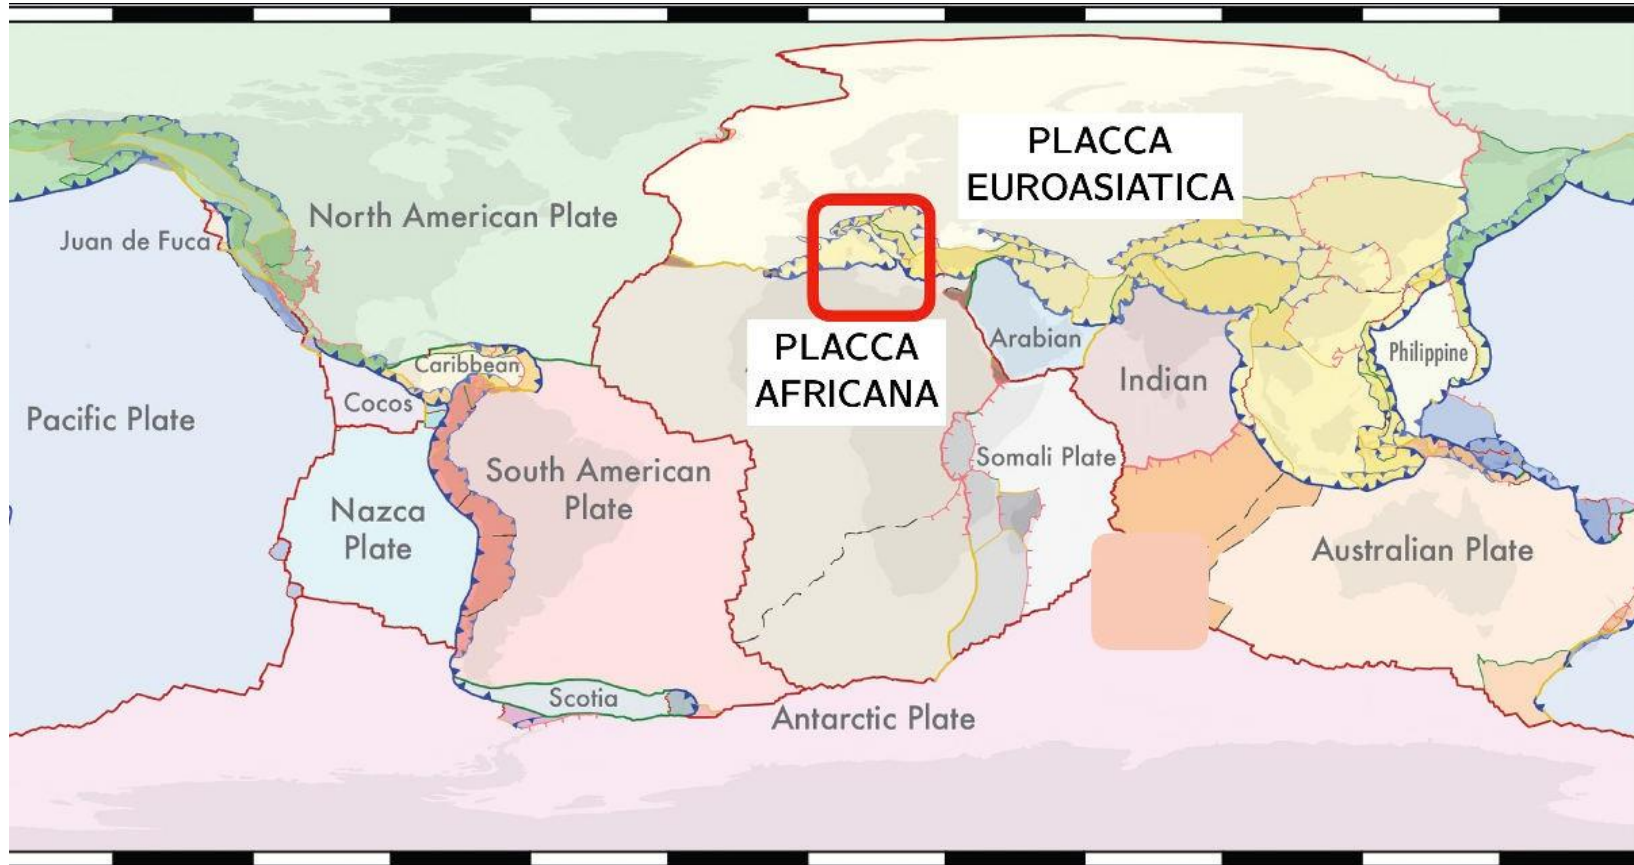 PLACCA
EUROASIATICA
North American Plate
Juan de Fuca
PLACCA
AFRICANA
Arabian
Philippine
Caribbean
Cocos
Indian
Pacific Plate
South American
Plate
Somali Plate
Nazca
Plate
Australian Plate
Scotia
Antarctic Plate